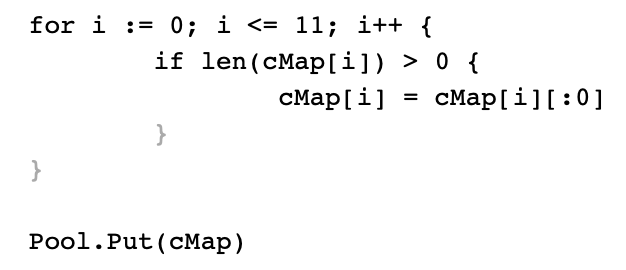 for i := 0; i <= 11; i++ {
        if len(cMap[i]) > 0 {
                cMap[i] = cMap[i][:0]
        }
}

Pool.Put(cMap)